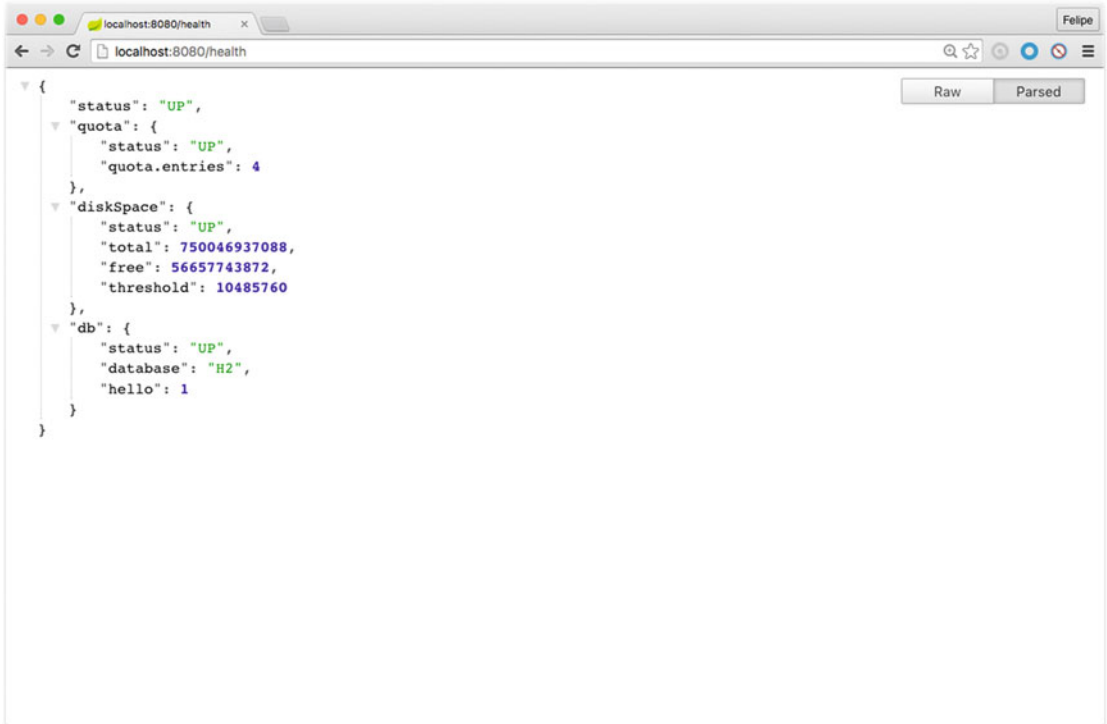 localhost:8080/health
Felipe
localhost:8080/health
Raw Parsed
{
"status": "UP",
"quota": {
"status": "UP",
"quota.entries": 4
},
"diskSpace": {
"status": "UP",
"total": 750046937088,
"free": 56657743872,
"threshold": 10485760
},
"db": {
"status": "UP",
"database": "H2",
"hello": 1
}
}